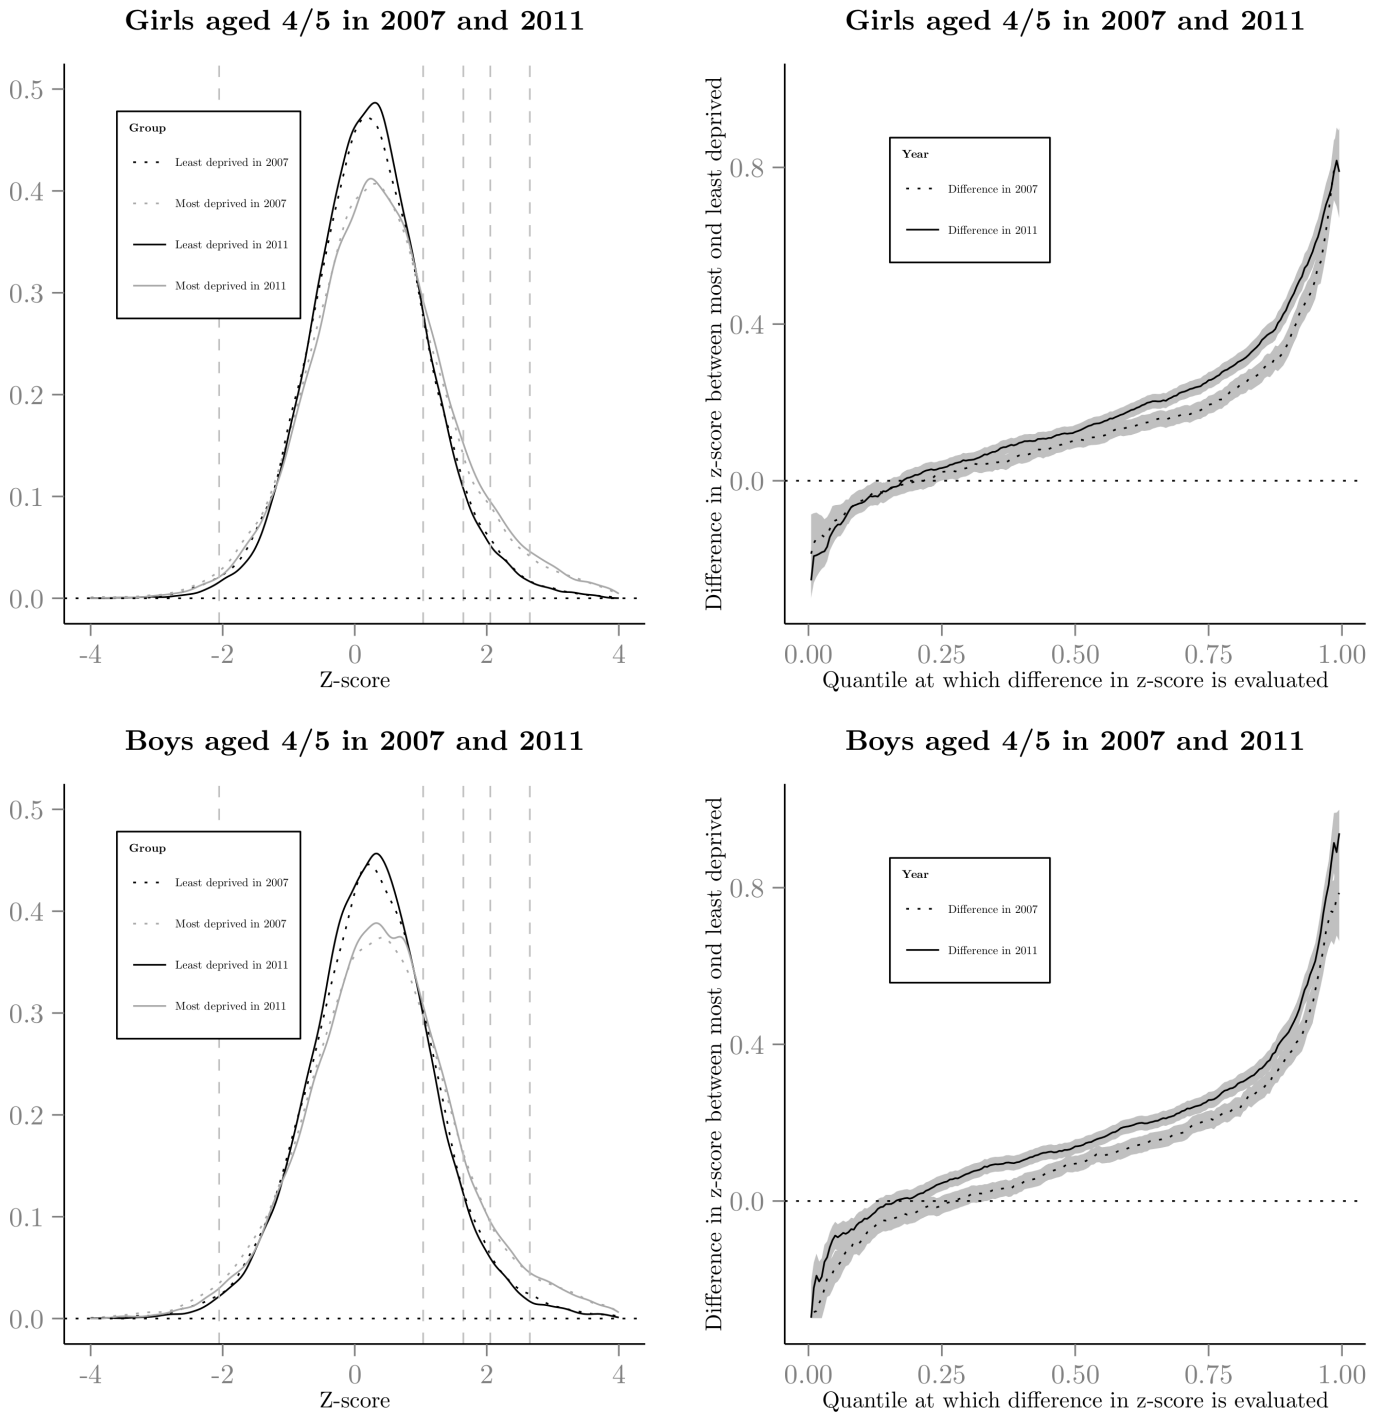 Girls aged 4/5 in 2007 and 2011
0.5
0.4
0.3
0.2
0.1
0.0
Group
Least deprived in 2007
Most deprived in 2007
Least deprived in 2011
Most deprived in 2011
-4 -2 0 2 4
Z-score
Girls aged 4/5 in 2007 and 2011
Difference in z-score between most ond least deprived
0.8
0.4
0.0
Year
Difference in 2007
Difference in 2011
0.00 0.25 0.50 0.75 1.00
Quantile at which difference in z-score is evaluated
Boys aged 4/5 in 2007 and 2011
0.5
0.4
0.3
0.2
0.1
0.0
Group
Least deprived in 2007
Most deprived in 2007
Least deprived in 2011
Most deprived in 2011
-4 -2 0 2 4
Z-score
Boys aged 4/5 in 2007 and 2011
Difference in z-score between most ond least deprived
0.8
0.4
0.0
Year
Difference in 2007
Difference in 2011
0.00 0.25 0.50 0.75 1.00
Quantile at which difference in z-score is evaluated